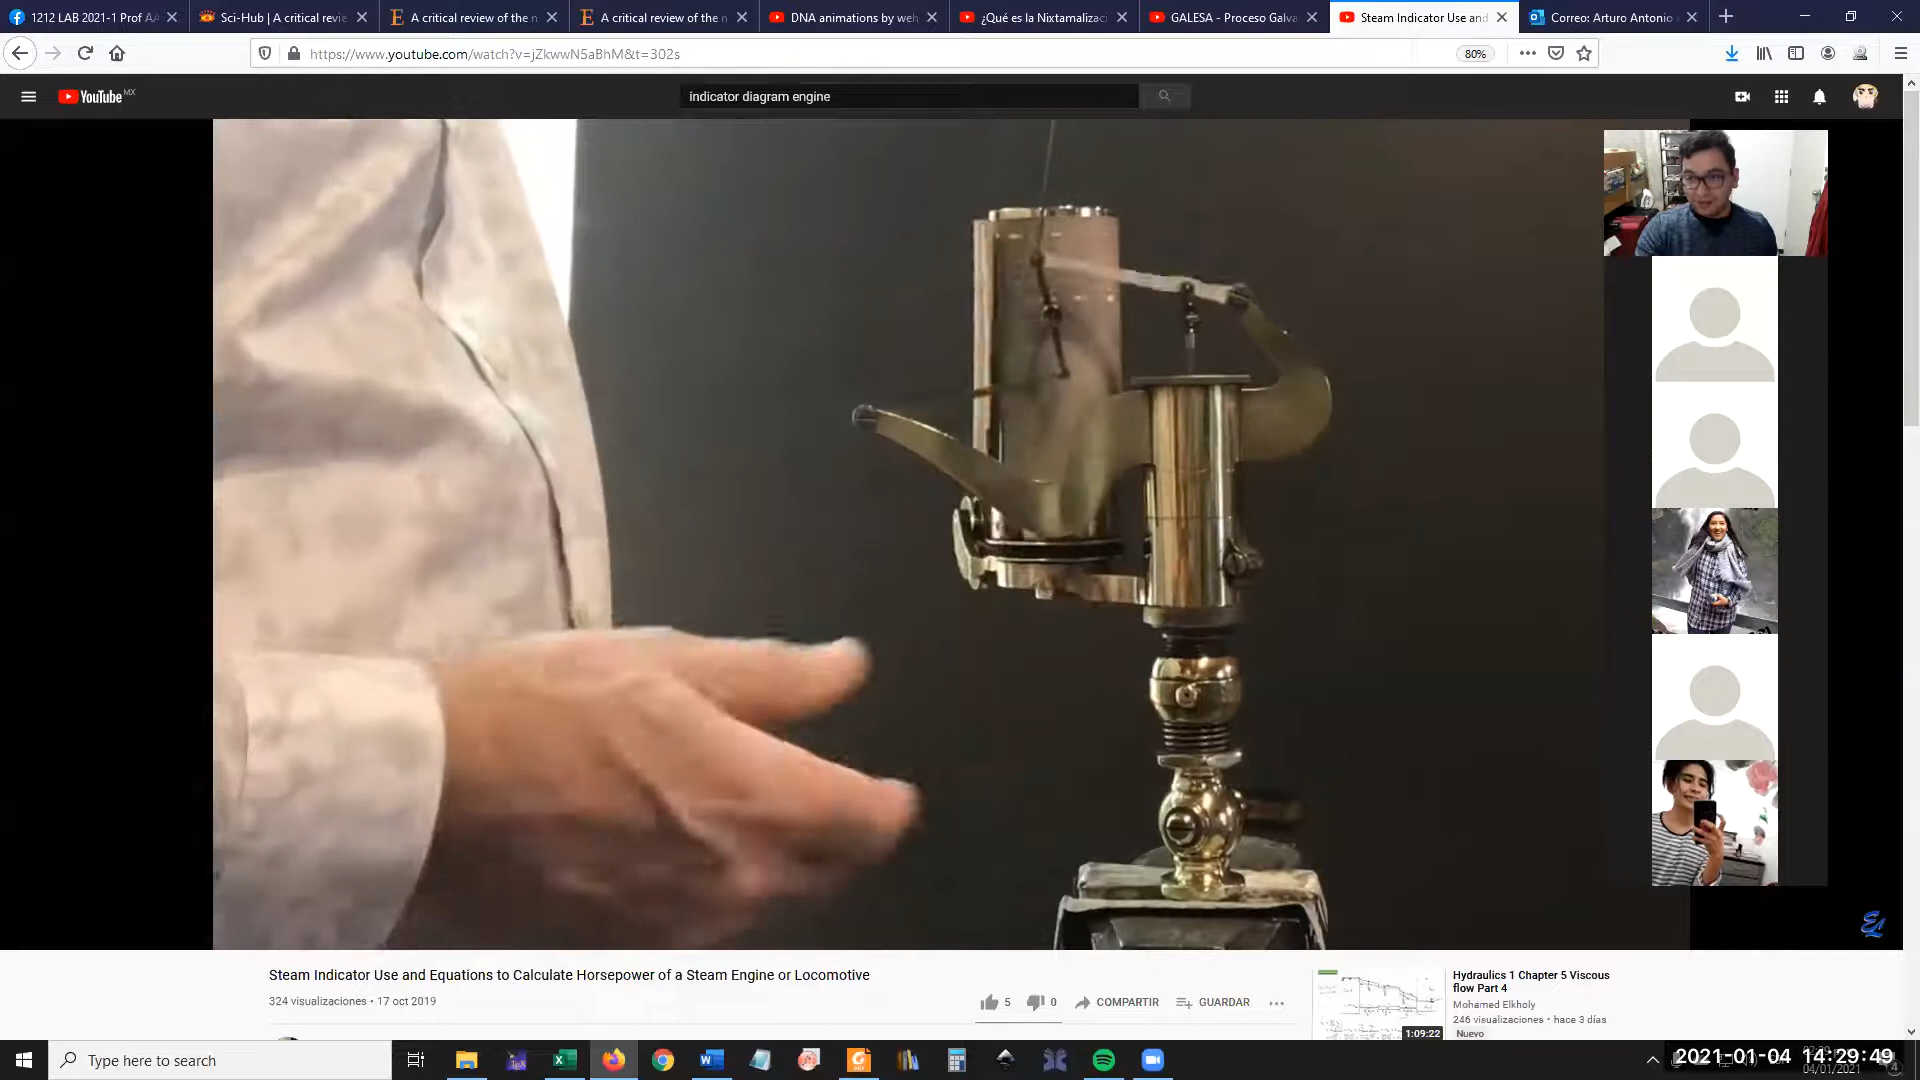 1212 LAB 2021-1 Prof AA
Sci-Hub | A critical revie
A critical review of the n
A critical review of the n
DNA animations by weh
¿Qué es la Nixtamalizac
GALESA - Proceso Galva
Steam Indicator Use and
Correo: Arturo Antonio
https://www.youtube.com/watch?v=jZkwwN5aBhM&t=302s
80%
YouTube MX
indicator diagram engine
Steam Indicator Use and Equations to Calculate Horsepower of a Steam Engine or Locomotive
324 visualizaciones • 17 oct 2019
5
0
COMPARTIR
GUARDAR
Hydraulics 1 Chapter 5 Viscous
flow Part 4
Mohamed Elkholy
246 visualizaciones • hace 3 días
Nuevo
1:09:22
Type here to search
2021-01-04 14:29:49
04/01/2021